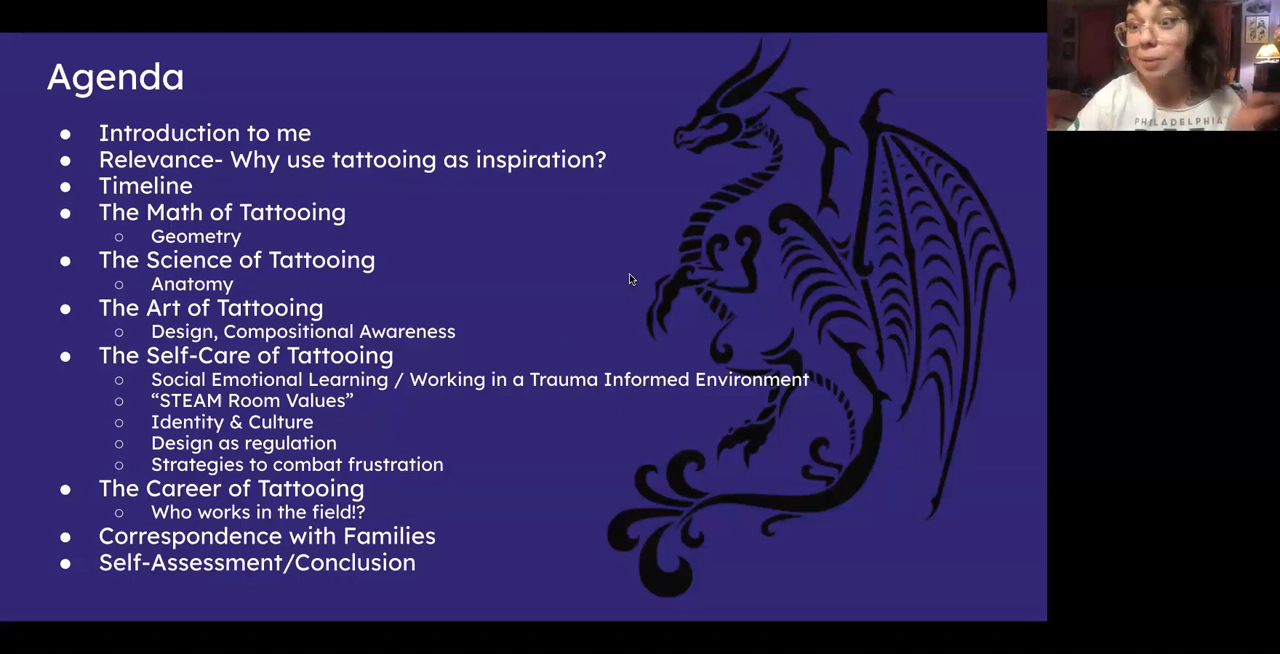 Agenda
● Introduction to me
● Relevance- Why use tattooing as inspiration?
● Timeline
● The Math of Tattooing
○ Geometry
● The Science of Tattooing
○ Anatomy
● The Art of Tattooing
○ Design, Compositional Awareness
● The Self-Care of Tattooing
○ Social Emotional Learning / Working in a Trauma Informed Environment
○ “STEAM Room Values”
○ Identity & Culture
○ Design as regulation
○ Strategies to combat frustration
● The Career of Tattooing
○ Who works in the field!?
● Correspondence with Families
● Self-Assessment/Conclusion
PHILADELPHIA